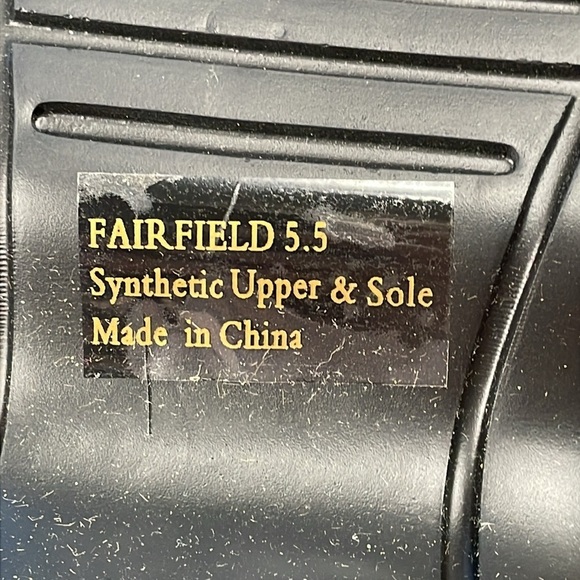 FAIRFIELD 5.5
Synthetic Upper & Sole
Made in China